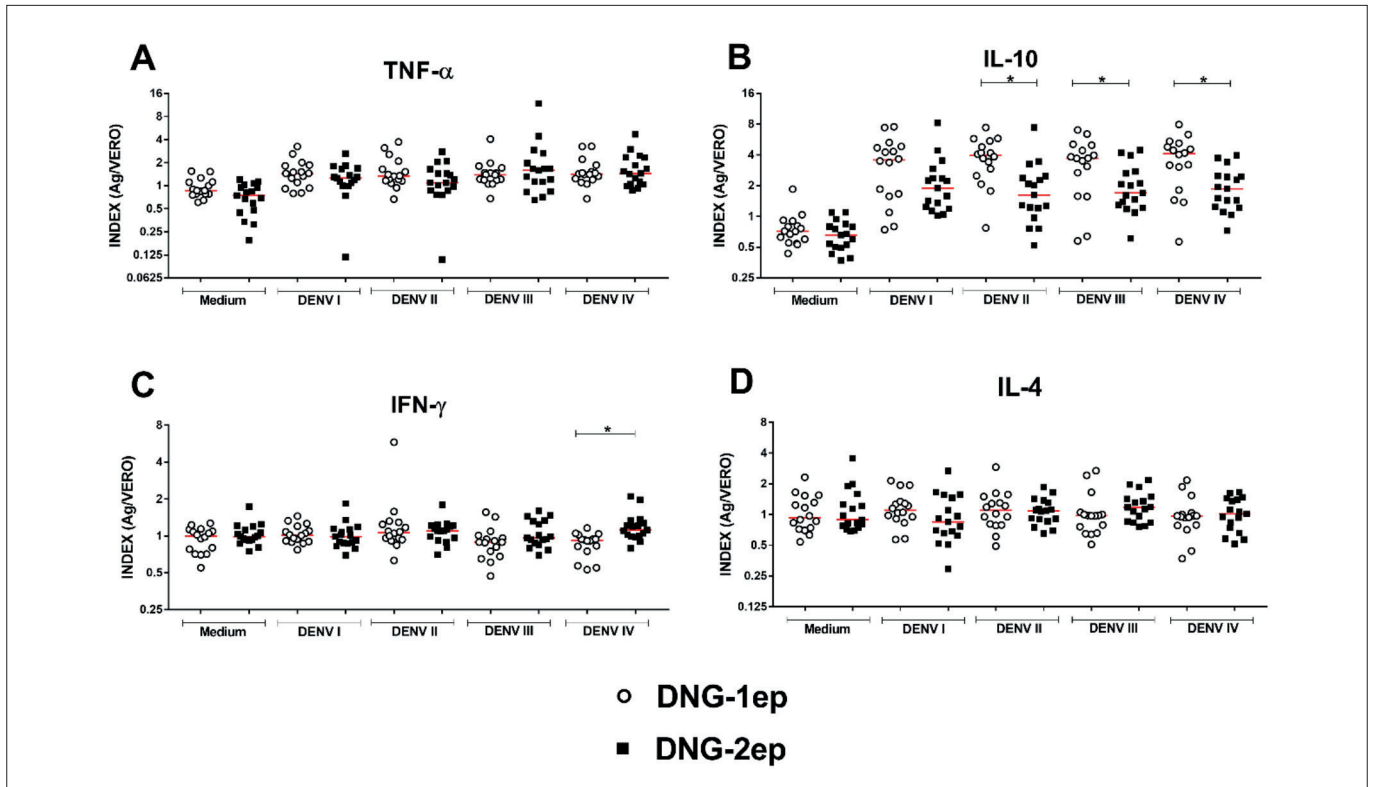 A
TNF-α
INDEX (Ag/VERO)
16
8
4
2
1
0.5
0.25
0.125
0.0625
Medium
DENV I
DENV II
DENV III
DENV IV
B
IL-10
*
*
*
INDEX (Ag/VERO)
16
8
4
2
1
0.5
0.25
Medium
DENV I
DENV II
DENV III
DENV IV
C
IFN-γ
*
INDEX (Ag/VERO)
8
4
2
1
0.5
0.25
Medium
DENV I
DENV II
DENV III
DENV IV
D
IL-4
INDEX (Ag/VERO)
8
4
2
1
0.5
0.25
0.125
Medium
DENV I
DENV II
DENV III
DENV IV
DNG-1ep
DNG-2ep